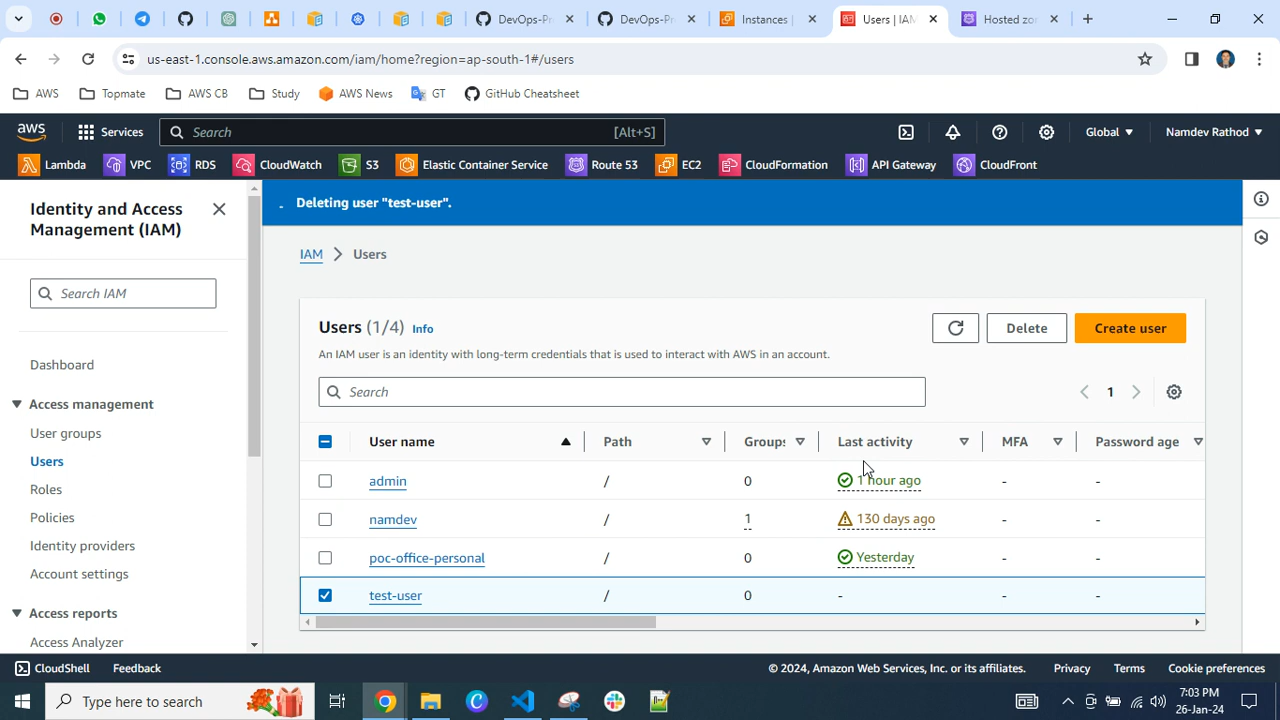 DevOps-Pr
DevOps-Pr
Instances |
Users | IAM
Hosted zo
us-east-1.console.aws.amazon.com/iam/home?region=ap-south-1#/users
AWS
Topmate
AWS CB
Study
AWS News
GT
GitHub Cheatsheet
aws
Services
Search
[Alt+S]
Global
Namdev Rathod
Lambda
VPC
RDS
CloudWatch
S3
Elastic Container Service
Route 53
EC2
CloudFormation
API Gateway
CloudFront
Identity and Access
Management (IAM)
Search IAM
Dashboard
Access management
User groups
Users
Roles
Policies
Identity providers
Account settings
Access reports
Access Analyzer
Deleting user "test-user".
IAM
Users
Users (1/4) Info
Delete
Create user
An IAM user is an identity with long-term credentials that is used to interact with AWS in an account.
Search
1
User name Path Groups Last activity MFA Password age
admin / 0 1 hour ago - -
namdev / 1 130 days ago - -
poc-office-personal / 0 Yesterday - -
test-user / 0 - - -
CloudShell
Feedback
© 2024, Amazon Web Services, Inc. or its affiliates.
Privacy
Terms
Cookie preferences
Type here to search
7:03 PM
26-Jan-24